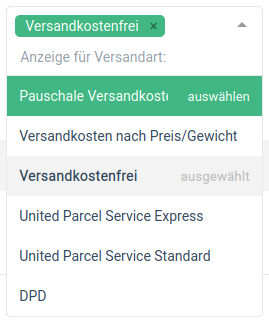 Versandkostenfrei ×
Anzeige für Versandart:
Pauschale Versandkoste auswählen
Versandkosten nach Preis/Gewicht
Versandkostenfrei ausgewählt
United Parcel Service Express
United Parcel Service Standard
DPD